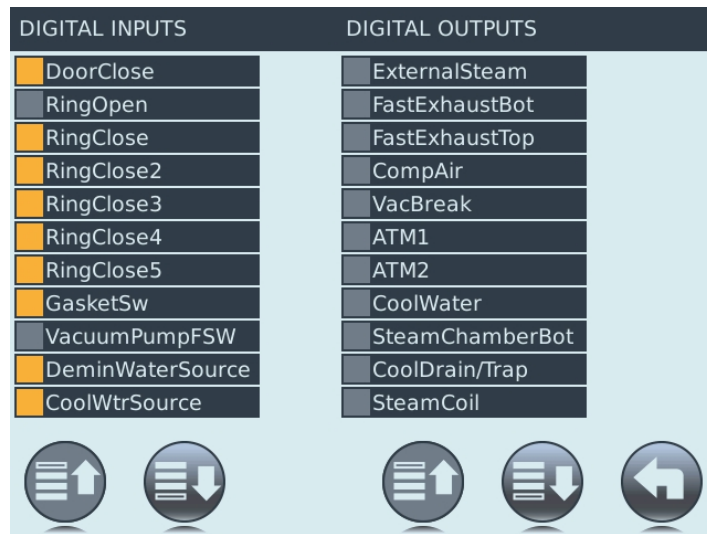 DIGITAL INPUTS
DoorClose
RingOpen
RingClose
RingClose2
RingClose3
RingClose4
RingClose5
GasketSw
VacuumPumpFSW
DeminWaterSource
CoolWtrSource
DIGITAL OUTPUTS
ExternalSteam
FastExhaustBot
FastExhaustTop
CompAir
VacBreak
ATM1
ATM2
CoolWater
SteamChamberBot
CoolDrain/Trap
SteamCoil